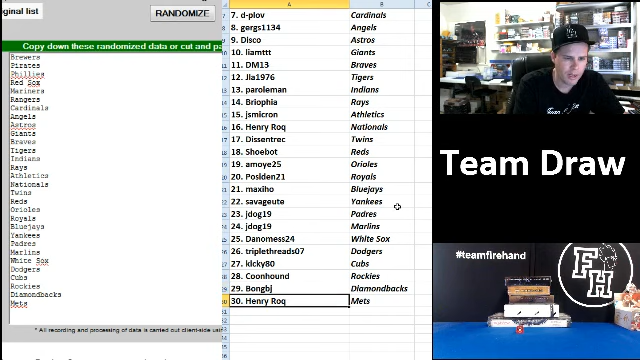 riginal list
RANDOMIZE
Copy down these randomized data or cut and pa
Brewers
Pirates
Phillies
Red Sox
Mariners
Rangers
Cardinals
Angels
Astros
Giants
Braves
Tigers
Indians
Rays
Athletics
Nationals
Twins
Reds
Orioles
Royals
Bluejays
Yankees
Padres
Marlins
White Sox
Dodgers
Cubs
Rockies
Diamondbacks
Mets
* All recording and processing of data is carried out client-side usin
A B C
7. d-plov Cardinals
8. gergs1134 Angels
9. Disco Astros
10. liamttt Giants
11. DM13 Braves
12. JIa1976 Tigers
13. paroleman Indians
14. Briophia Rays
15. jsmicron Athletics
16. Henry Roq Nationals
17. Dissentrec Twins
18. Shoebot Reds
19. amoye25 Orioles
20. Posiden21 Royals
21. maxiho Bluejays
22. savageute Yankees
23. jdog19 Padres
24. jdog19 Marlins
25. Danomess24 White Sox
26. triplethreads07 Dodgers
27. kicky80 Cubs
28. Coonhound Rockies
29. Bongbj Diamondbacks
30. Henry Roq Mets
Team Draw
#teamfirehand
FH